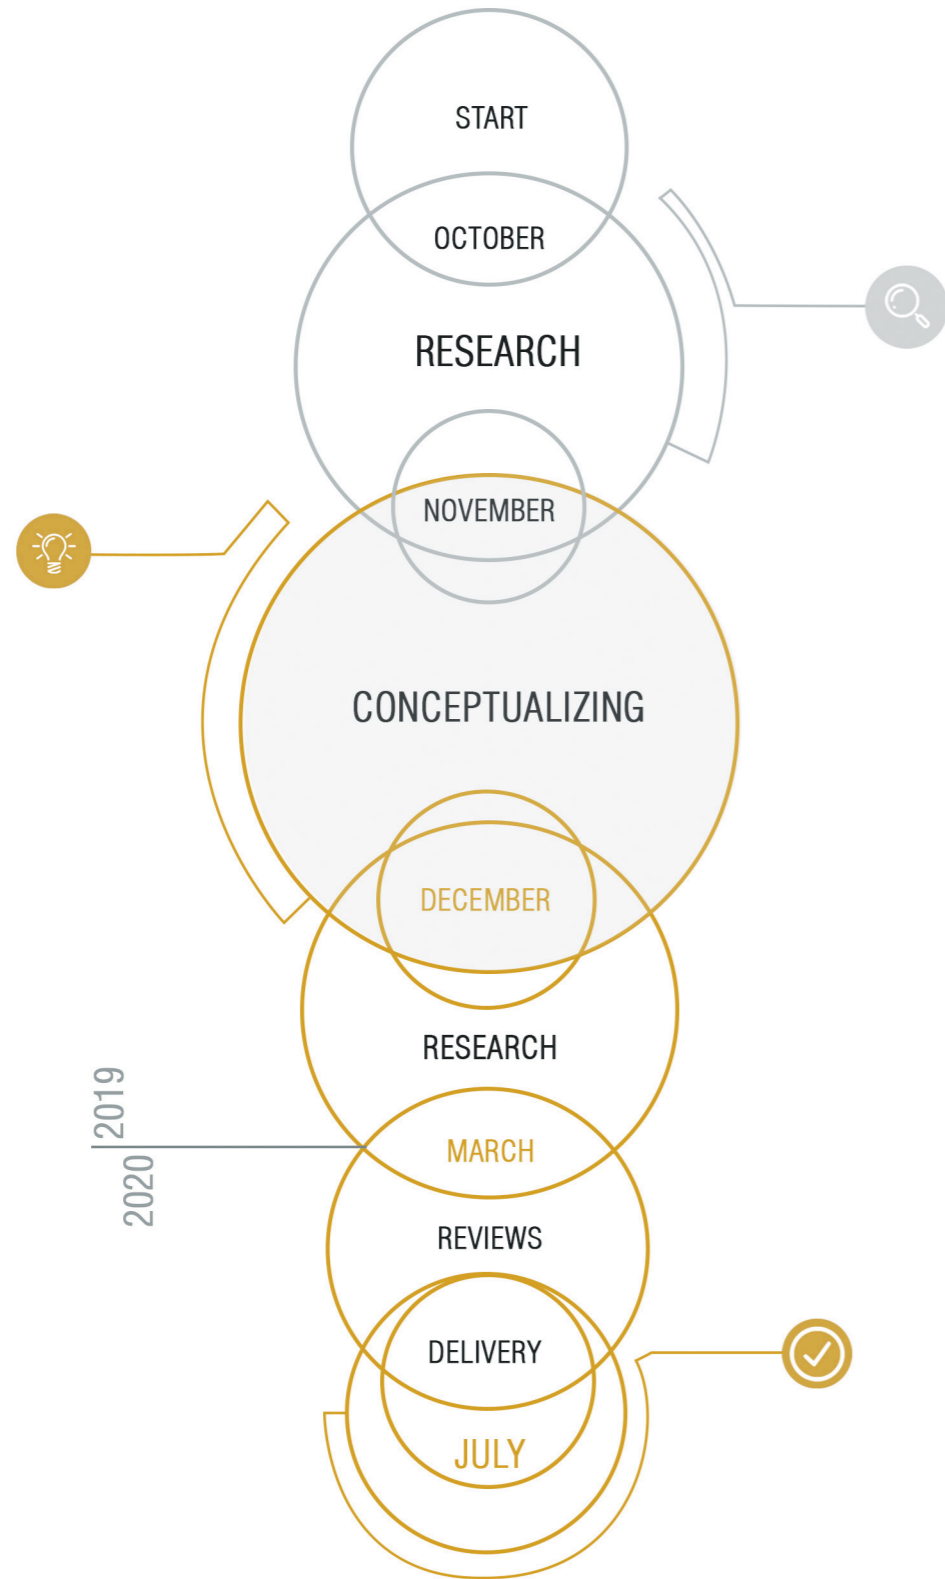 START
OCTOBER
RESEARCH
NOVEMBER
CONCEPTUALIZING
DECEMBER
RESEARCH
2019
MARCH
2020
REVIEWS
DELIVERY
JULY